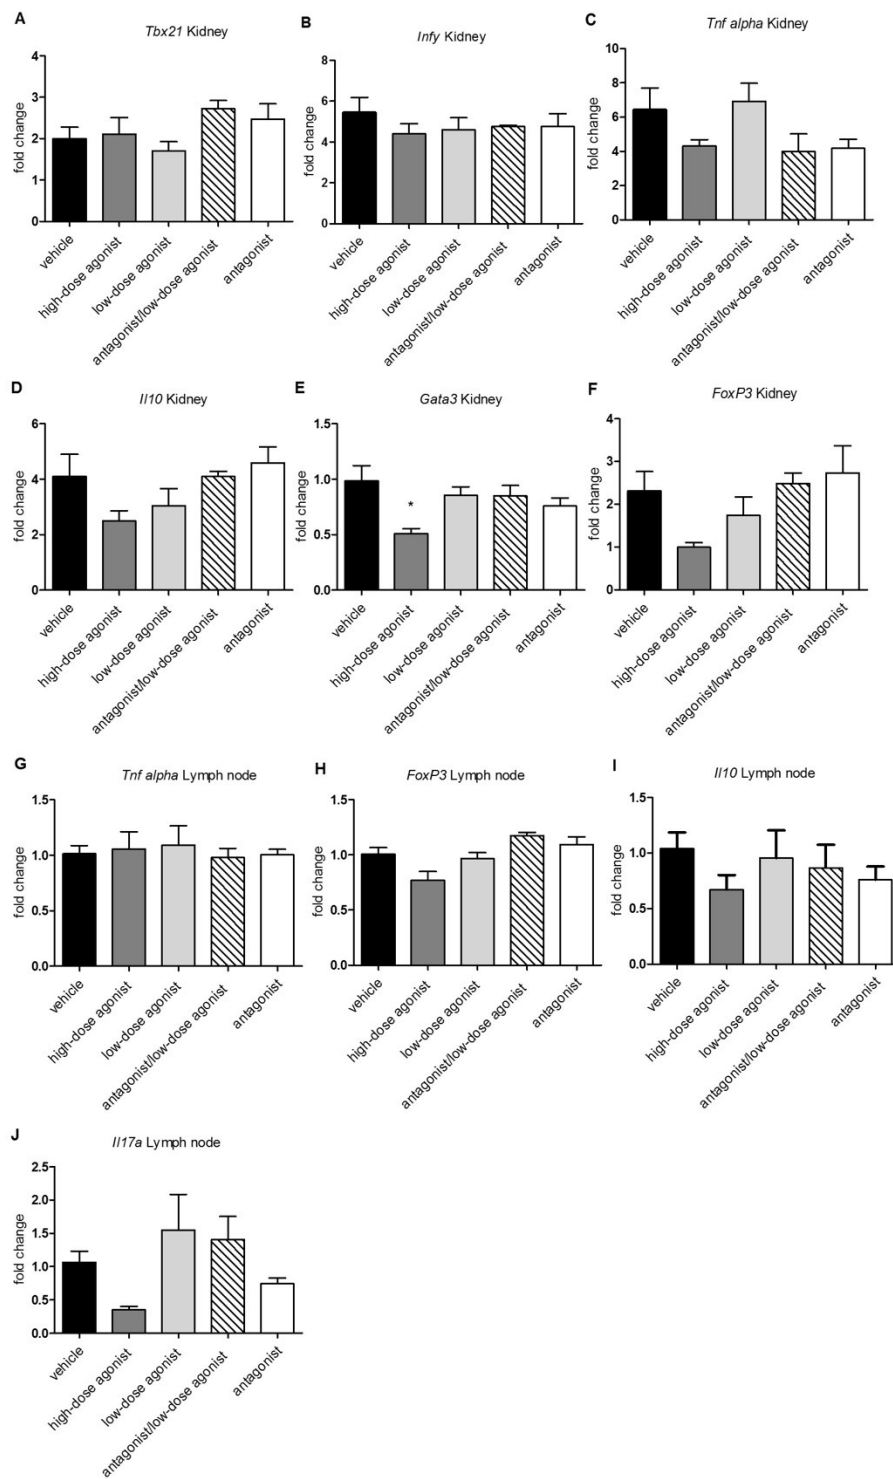 A
Tbx21 Kidney
fold change
4
3
2
1
0
vehicle
high-dose agonist
low-dose agonist
antagonist/low-dose agonist
antagonist
B
Infy Kidney
fold change
8
6
4
2
0
vehicle
high-dose agonist
low-dose agonist
antagonist/low-dose agonist
antagonist
C
Tnf alpha Kidney
fold change
10
8
6
4
2
0
vehicle
high-dose agonist
low-dose agonist
antagonist/low-dose agonist
antagonist
D
Il10 Kidney
fold change
6
4
2
0
vehicle
high-dose agonist
low-dose agonist
antagonist/low-dose agonist
antagonist
E
Gata3 Kidney
fold change
1.5
1.0
0.5
0.0
*
vehicle
high-dose agonist
low-dose agonist
antagonist/low-dose agonist
antagonist
F
FoxP3 Kidney
fold change
4
3
2
1
0
vehicle
high-dose agonist
low-dose agonist
antagonist/low-dose agonist
antagonist
G
Tnf alpha Lymph node
fold change
1.5
1.0
0.5
0.0
vehicle
high-dose agonist
low-dose agonist
antagonist/low-dose agonist
antagonist
H
FoxP3 Lymph node
fold change
1.5
1.0
0.5
0.0
vehicle
high-dose agonist
low-dose agonist
antagonist/low-dose agonist
antagonist
I
Il10 Lymph node
fold change
1.5
1.0
0.5
0.0
vehicle
high-dose agonist
low-dose agonist
antagonist/low-dose agonist
antagonist
J
Il17a Lymph node
fold change
2.5
2.0
1.5
1.0
0.5
0.0
vehicle
high-dose agonist
low-dose agonist
antagonist/low-dose agonist
antagonist